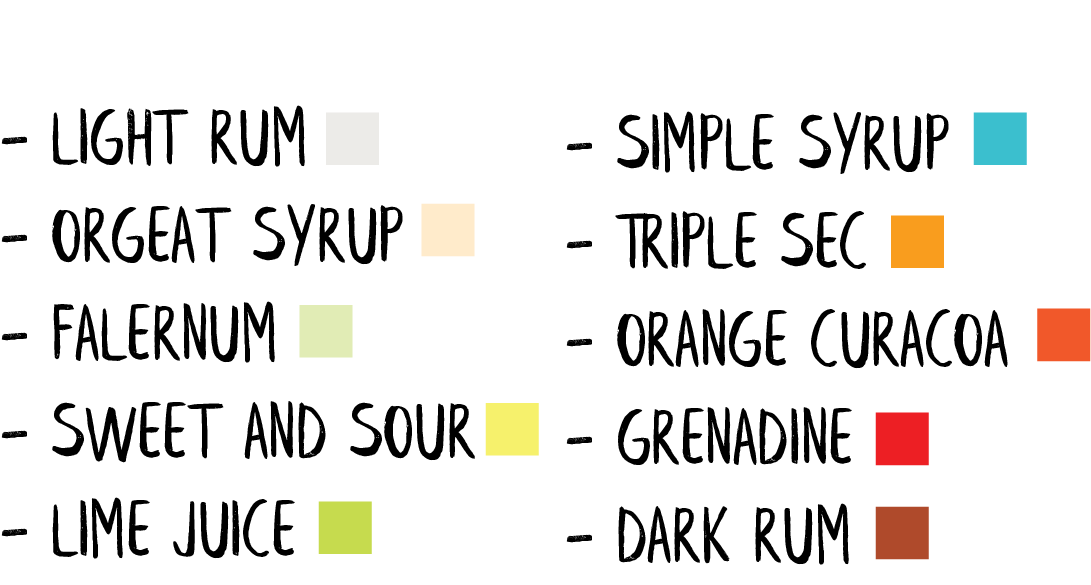 - LIGHT RUM
- ORGEAT SYRUP
- FALERNUM
- SWEET AND SOUR
- LIME JUICE
- SIMPLE SYRUP
- TRIPLE SEC
- ORANGE CURACOA
- GRENADINE
- DARK RUM